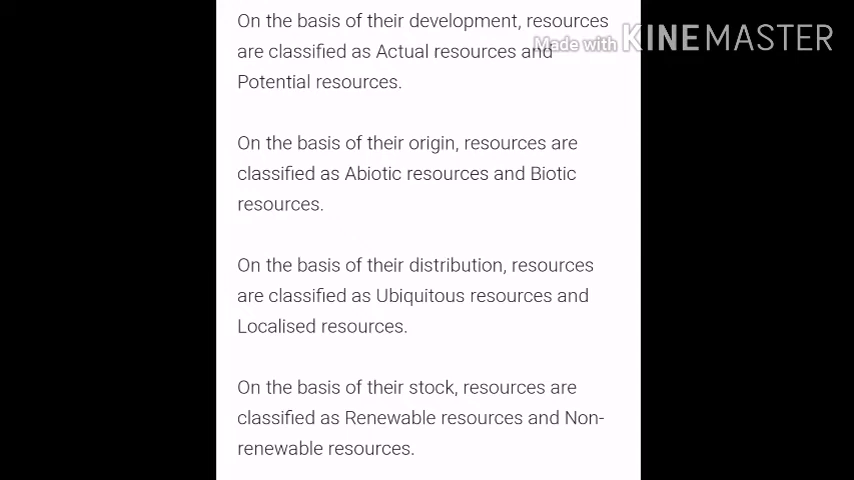 On the basis of their development, resources
are classified as Actual resources and
Made with KINEMASTER
Potential resources.
On the basis of their origin, resources are
classified as Abiotic resources and Biotic
resources.
On the basis of their distribution, resources
are classified as Ubiquitous resources and
Localised resources.
On the basis of their stock, resources are
classified as Renewable resources and Non-
renewable resources.